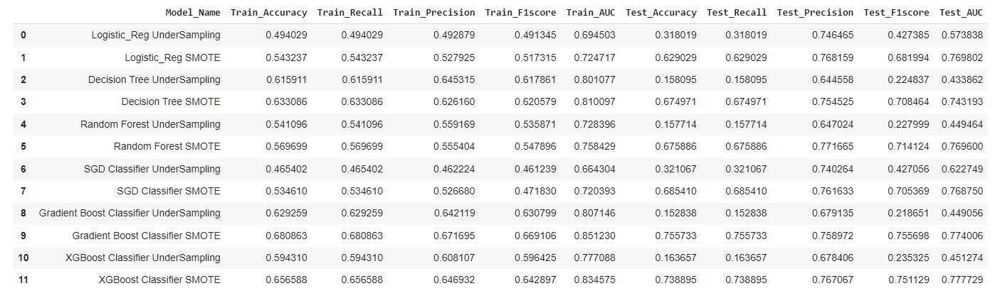 Model_Name Train_Accuracy Train_Recall Train_Precision Train_F1score Train_AUC Test_Accuracy Test_Recall Test_Precision Test_F1score Test_AUC
0 Logistic_Reg UnderSampling 0.494029 0.494029 0.492879 0.491345 0.694503 0.318019 0.318019 0.746465 0.427385 0.573838
1 Logistic_Reg SMOTE 0.543237 0.543237 0.527925 0.517315 0.724717 0.629029 0.629029 0.768159 0.681994 0.769802
2 Decision Tree UnderSampling 0.615911 0.615911 0.645315 0.617861 0.801077 0.158095 0.158095 0.644558 0.224837 0.433862
3 Decision Tree SMOTE 0.633086 0.633086 0.626160 0.620579 0.810097 0.674971 0.674971 0.754525 0.708464 0.743193
4 Random Forest UnderSampling 0.541096 0.541096 0.559169 0.535871 0.728396 0.157714 0.157714 0.647024 0.227999 0.449464
5 Random Forest SMOTE 0.569699 0.569699 0.555404 0.547896 0.758429 0.675886 0.675886 0.771665 0.714124 0.769600
6 SGD Classifier UnderSampling 0.465402 0.465402 0.462224 0.461239 0.664304 0.321067 0.321067 0.740264 0.427056 0.622749
7 SGD Classifier SMOTE 0.534610 0.534610 0.526680 0.471830 0.720393 0.685410 0.685410 0.761633 0.705369 0.768750
8 Gradient Boost Classifier UnderSampling 0.629259 0.629259 0.642119 0.630799 0.807146 0.152838 0.152838 0.679135 0.218651 0.449056
9 Gradient Boost Classifier SMOTE 0.680863 0.680863 0.671695 0.669106 0.851230 0.755733 0.755733 0.758972 0.755698 0.774006
10 XGBoost Classifier UnderSampling 0.594310 0.594310 0.608107 0.596425 0.777088 0.163657 0.163657 0.678406 0.235325 0.451274
11 XGBoost Classifier SMOTE 0.656588 0.656588 0.646932 0.642897 0.834575 0.738895 0.738895 0.767067 0.751129 0.777729